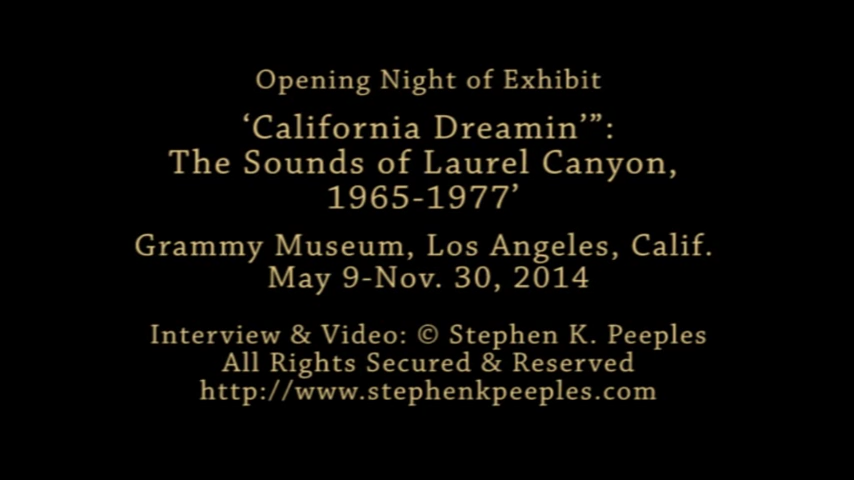 Opening Night of Exhibit
‘California Dreamin’”:
The Sounds of Laurel Canyon,
1965-1977’
Grammy Museum, Los Angeles, Calif.
May 9-Nov. 30, 2014
Interview & Video: © Stephen K. Peeples
All Rights Secured & Reserved
http://www.stephenkpeeples.com